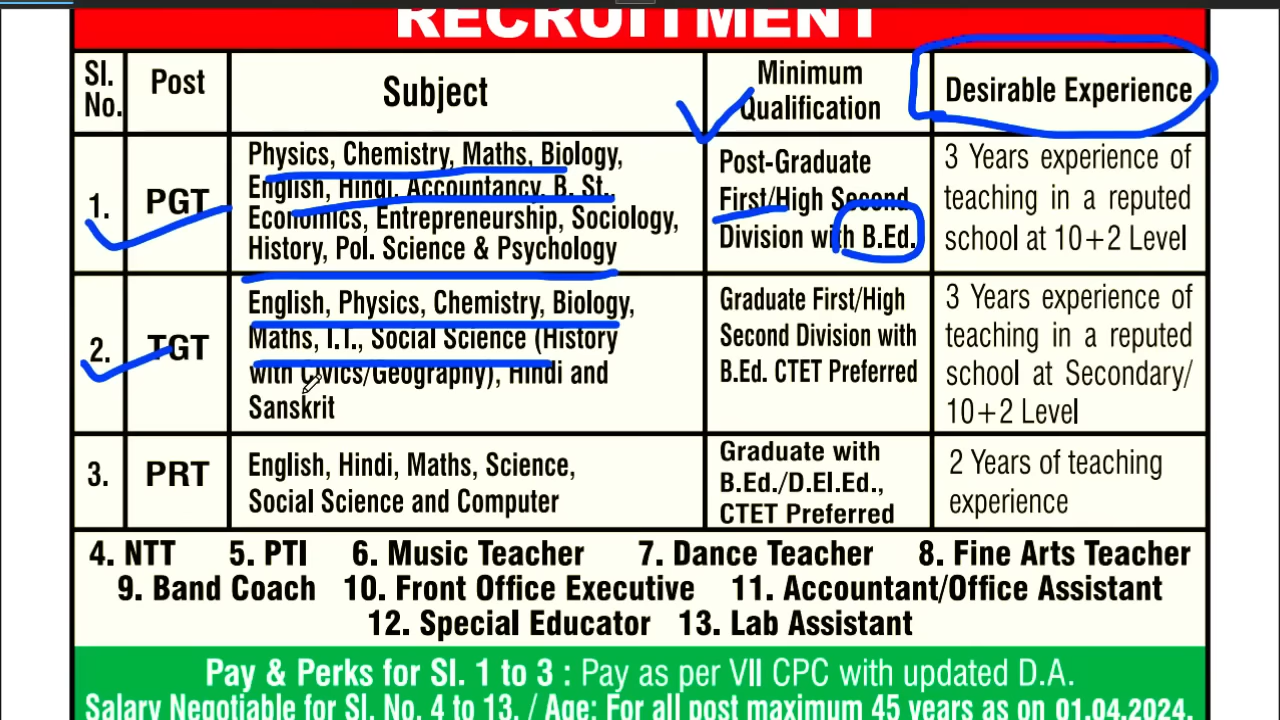 RECRUITMENT
Sl. No.
Post
Subject
Minimum Qualification
Desirable Experience
1.
PGT
Physics, Chemistry, Maths, Biology,
English, Hindi, Accountancy, B. St.,
Economics, Entrepreneurship, Sociology,
History, Pol. Science & Psychology
Post-Graduate
First/High Second
Division with B.Ed.
3 Years experience of
teaching in a reputed
school at 10+2 Level
2.
TGT
English, Physics, Chemistry, Biology,
Maths, I.T., Social Science (History
with Civics/Geography), Hindi and
Sanskrit
Graduate First/High
Second Division with
B.Ed. CTET Preferred
3 Years experience of
teaching in a reputed
school at Secondary/
10+2 Level
3.
PRT
English, Hindi, Maths, Science,
Social Science and Computer
Graduate with
B.Ed./D.El.Ed.,
CTET Preferred
2 Years of teaching
experience
4. NTT 5. PTI 6. Music Teacher 7. Dance Teacher 8. Fine Arts Teacher
9. Band Coach 10. Front Office Executive 11. Accountant/Office Assistant
12. Special Educator 13. Lab Assistant
Pay & Perks for Sl. 1 to 3 : Pay as per VII CPC with updated D.A.
Salary Negotiable for Sl. No. 4 to 13. / Age: For all post maximum 45 years as on 01.04.2024.